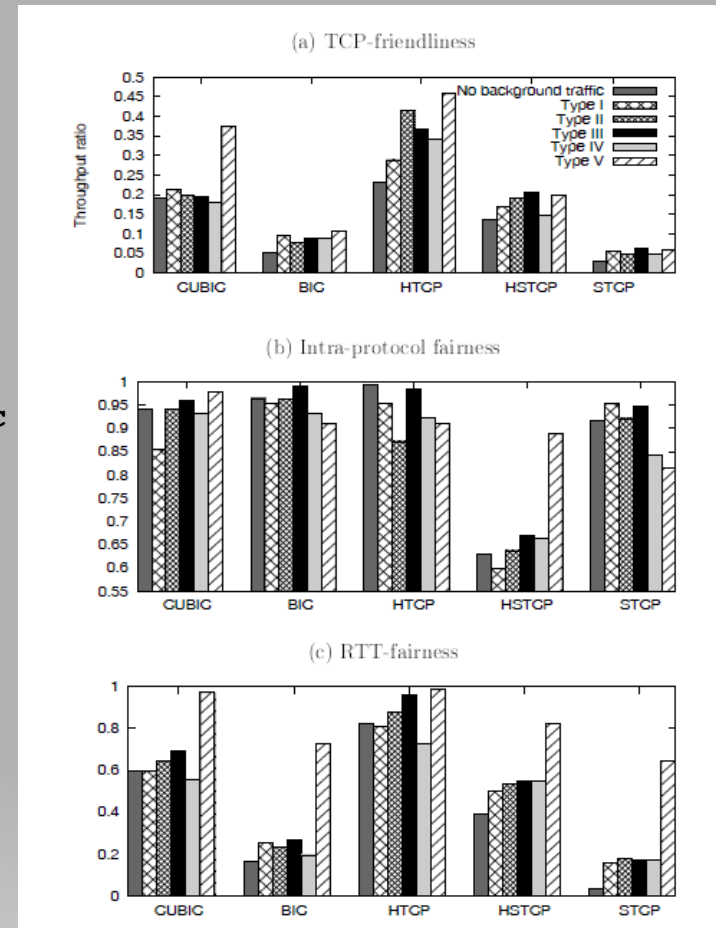 (a) TCP-friendliness
0.5
0.45
0.4
0.35
0.3
0.25
0.2
0.15
0.1
0.05
0
Throughput ratio
No background traffic
Type I
Type II
Type III
Type IV
Type V
CUBIC BIC HTCP HSTCP STCP
(b) Intra-protocol fairness
1
0.95
0.9
0.85
0.8
0.75
0.7
0.65
0.6
0.55
c
CUBIC BIC HTCP HSTCP STCP
(c) RTT-fairness
1
0.8
0.6
0.4
0.2
0
CUBIC BIC HTCP HSTCP STCP